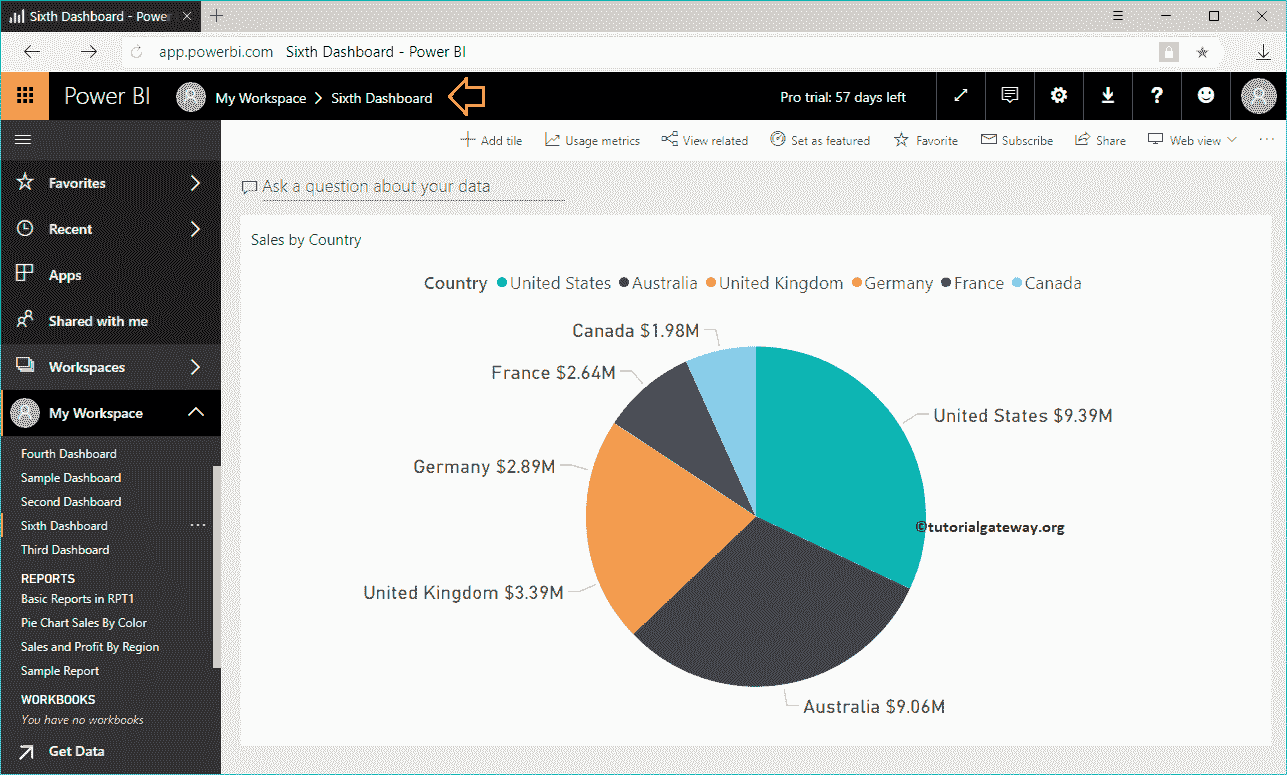 Sixth Dashboard - Power
app.powerbi.com Sixth Dashboard - Power BI
Power BI My Workspace > Sixth Dashboard Pro trial: 57 days left ?
Add tile Usage metrics View related Set as featured Favorite Subscribe Share Web view ...
Favorites
Recent
Apps
Shared with me
Workspaces
My Workspace
Fourth Dashboard
Sample Dashboard
Second Dashboard
Sixth Dashboard ...
Third Dashboard
REPORTS
Basic Reports in RPT1
Pie Chart Sales By Color
Sales and Profit By Region
Sample Report
WORKBOOKS
You have no workbooks
Get Data
Ask a question about your data
Sales by Country
Country United States Australia United Kingdom Germany France Canada
Canada $1.98M
France $2.64M
United States $9.39M
Germany $2.89M
©tutorialgateway.org
United Kingdom $3.39M
Australia $9.06M